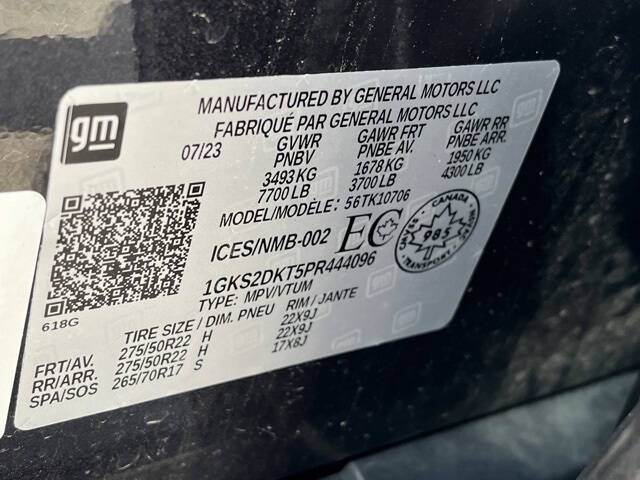 gm
MANUFACTURED BY GENERAL MOTORS LLC
FABRIQUÉ PAR GENERAL MOTORS LLC
07/23 GVWR GAWR FRT GAWR RR
PNBV PNBE AV. PNBE ARR.
3493 KG 1678 KG 1950 KG
7700 LB 3700 LB 4300 LB
MODEL/MODÈLE: 56TK10706
ICES/NMB-002 EC
985
TRANSPORT
1GKS2DKT5PR444096
TYPE: MPV/VTUM
618G
TIRE SIZE / DIM. PNEU RIM / JANTE
FRT/AV. 275/50R22 H 22X9J
RR/ARR. 275/50R22 H 22X9J
SPA/SOS 265/70R17 S 17X8J